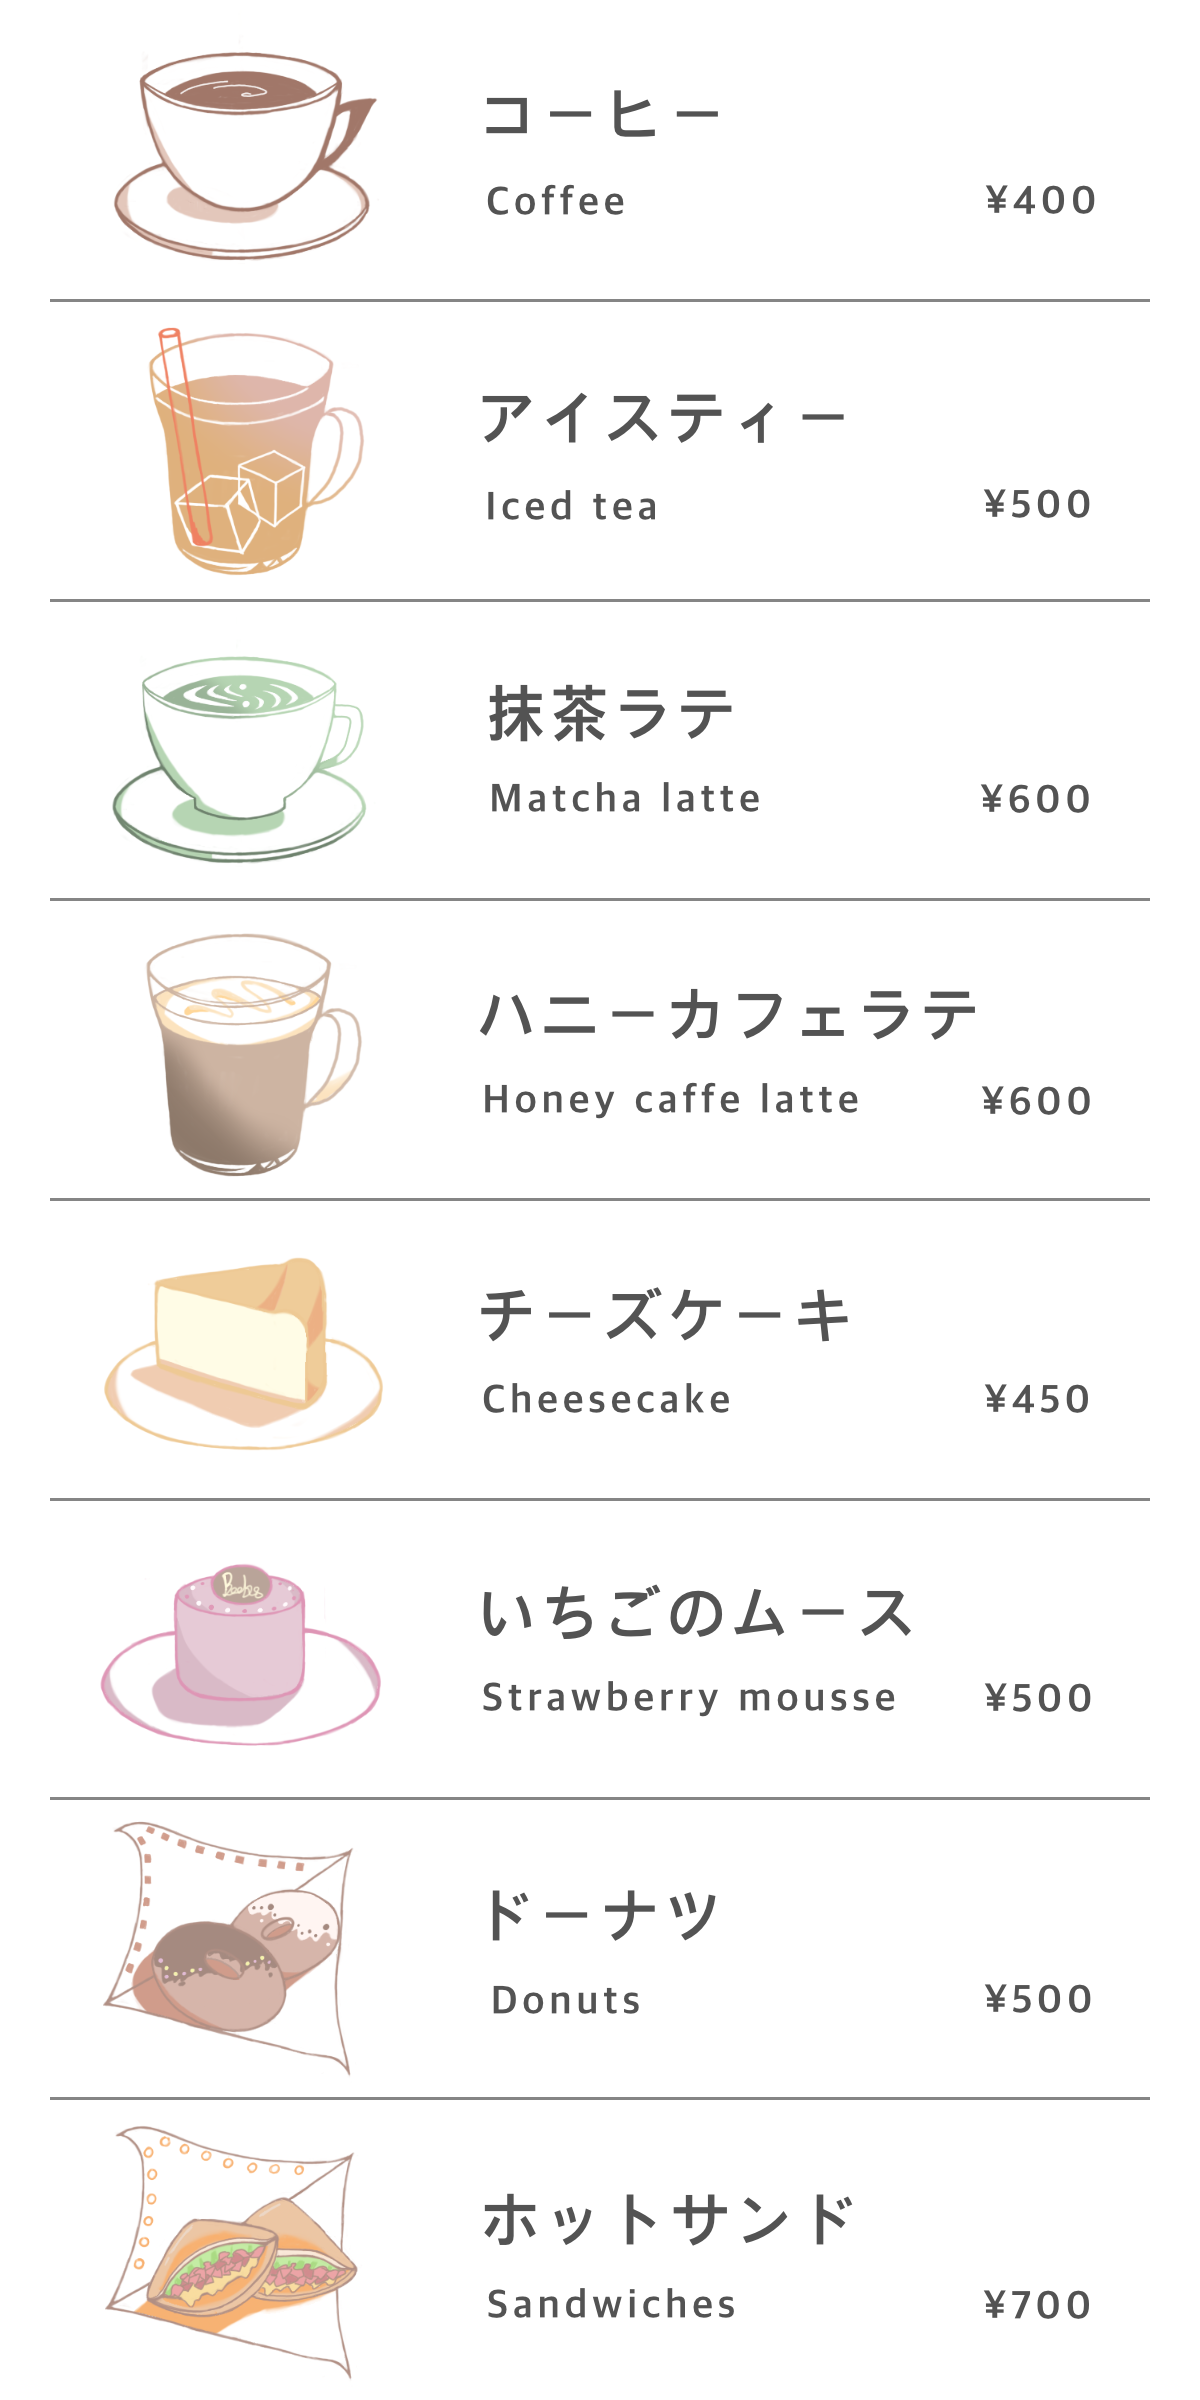 コーヒー
Coffee ¥400
アイスティー
Iced tea ¥500
抹茶ラテ
Matcha latte ¥600
ハニーカフェラテ
Honey caffe latte ¥600
チーズケーキ
Cheesecake ¥450
いちごのムース
Strawberry mousse ¥500
ドーナツ
Donuts ¥500
ホットサンド
Sandwiches ¥700